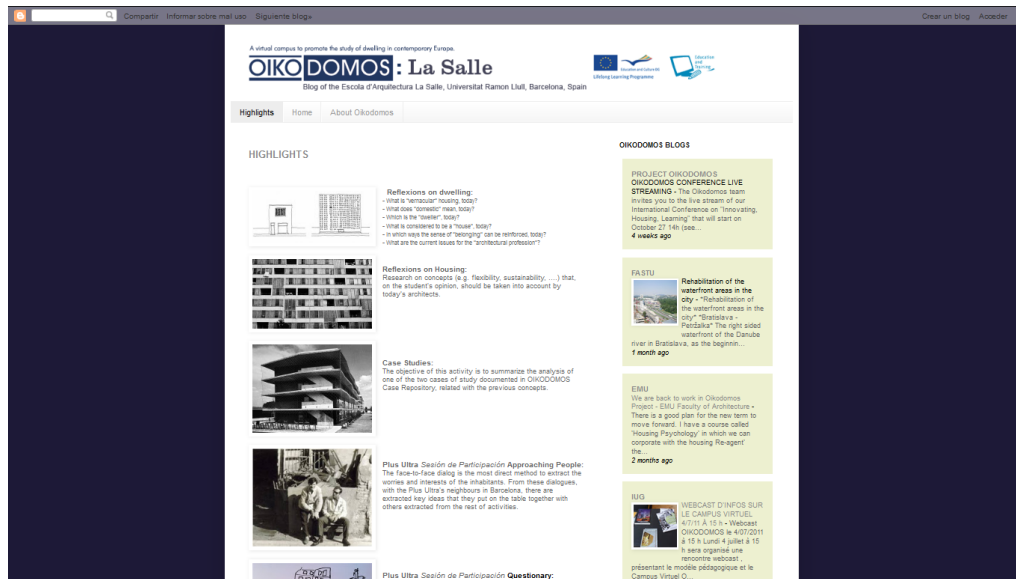 Compartir Informar sobre mal uso Siguiente blog»
Crear un blog Acceder
A virtual campus to promote the study of dwelling in contemporary Europe.
OIKODOMOS : La Salle
Blog of the Escola d'Arquitectura La Salle, Universitat Ramon Llull, Barcelona, Spain
Education and Culture DG
Lifelong Learning Programme
Education
and
Training
Highlights Home About Oikodomos
HIGHLIGHTS
Reflexions on dwelling:
- What is "vernacular" housing, today?
- What does "domestic" mean, today?
- Which is the "dweller", today?
- What is considered to be a "house", today?
- In which ways the sense of "belonging" can be reinforced, today?
- What are the current issues for the "architectural profession"?
Reflexions on Housing:
Research on concepts (e.g. flexibility, sustainability, ....) that,
on the student's opinion, should be taken into account by
today's architects.
Case Studies:
The objective of this activity is to summarize the analysis of
one of the two cases of study documented in OIKODOMOS
Case Repository, related with the previous concepts.
Plus Ultra Sesión de Participación Approaching People:
The face-to-face dialog is the most direct method to extract the
worries and interests of the inhabitants. From these dialogues,
with the Plus Ultra's neighbours in Barcelona, there are
extracted key ideas that they put on the table together with
others extracted from the rest of activities.
Plus Ultra Sesión de Participación Questionary:
OIKODOMOS BLOGS
PROJECT OIKODOMOS
OIKODOMOS CONFERENCE LIVE
STREAMING - The Oikodomos team
invites you to the live stream of our
International Conference on "Innovating,
Housing, Learning" that will start on
October 27 14h (see...
4 weeks ago
FASTU
Rehabilitation of the
waterfront areas in the
city - *Rehabilitation of
the waterfront areas in the
city* *Bratislava -
Petržalka* The right sided
waterfront of the Danube
river in Bratislava, as the beginnin...
1 month ago
EMU
We are back to work in Oikodomos
Project - EMU Faculty of Architecture -
There is a good plan for the new term to
move forward. I have a course called
'Housing Psychology' in which we can
corporate with the housing Re-agent'
the...
2 months ago
IUG
WEBCAST D'INFOS SUR
LE CAMPUS VIRTUEL
4/7/11 À 15 h - Webcast
OIKODOMOS le 4/07/2011
à 15 h Lundi 4 juillet à 15
h sera organisé une
rencontre webcast ,
présentant le modèle pédagogique et le
Campus Virtuel O...